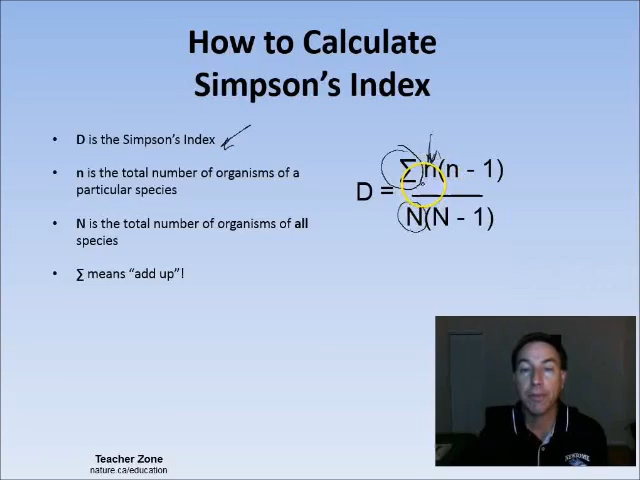 How to Calculate
Simpson's Index
• D is the Simpson's Index
• n is the total number of organisms of a
particular species
• N is the total number of organisms of all
species
• ∑ means "add up"!
∑ n(n - 1)
D =
N(N - 1)
NEWSOME
Teacher Zone
nature.ca/education